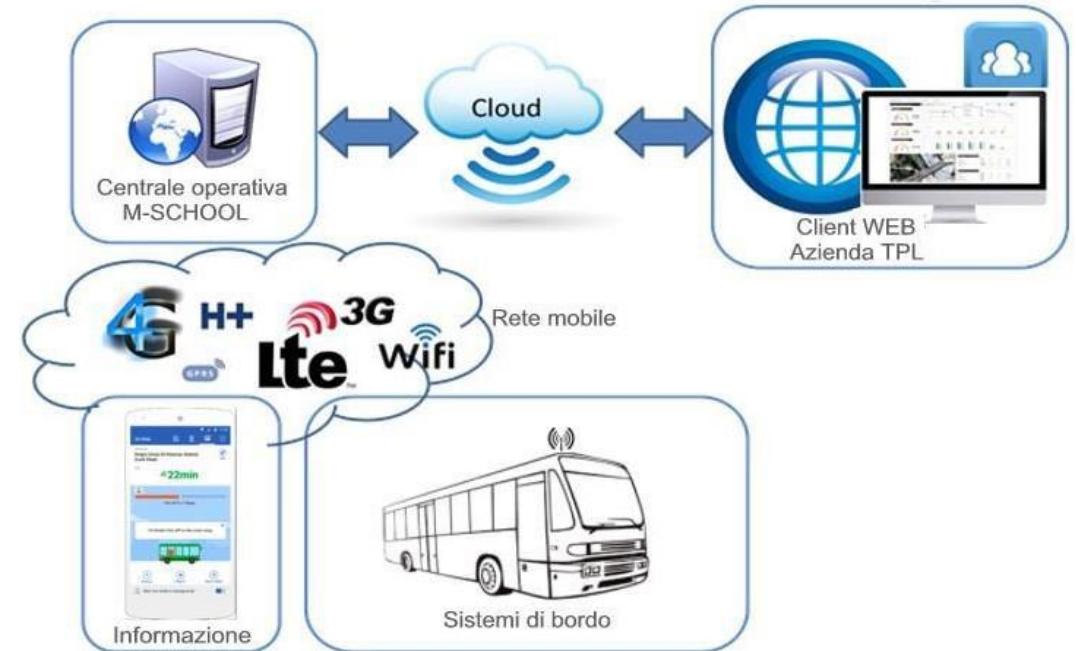 Cloud
Centrale operativa
M-SCHOOL
Client WEB
Azienda TPL
4G
H+
3G
GPRS
Lte
Wifi
Rete mobile
22min
Informazione
Sistemi di bordo